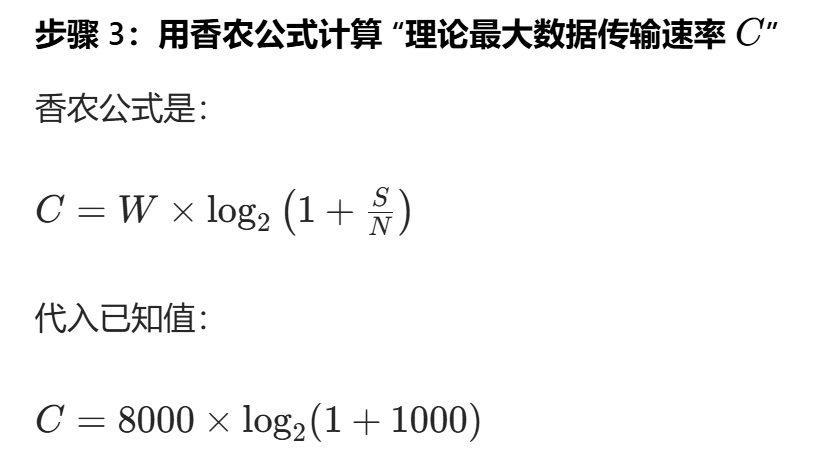 步骤 3：用香农公式计算 “理论最大数据传输速率 C”
香农公式是：
C = W × log₂ (1 + S/N)
代入已知值：
C = 8000 × log₂(1 + 1000)